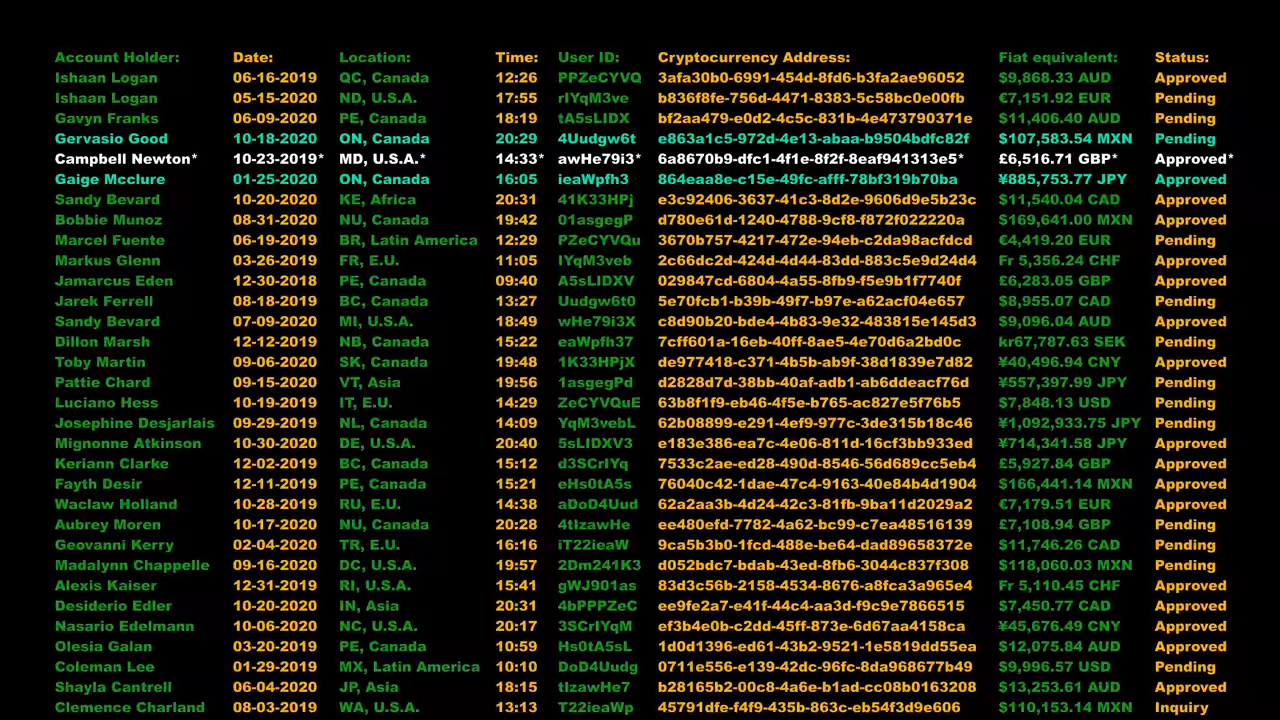 Account Holder: Date: Location: Time: User ID: Cryptocurrency Address: Fiat equivalent: Status:
Ishaan Logan 06-16-2019 QC, Canada 12:26 PPZeCYVQ 3afa30b0-6991-454d-8fd6-b3fa2ae96052 $9,868.33 AUD Approved
Ishaan Logan 05-15-2020 ND, U.S.A. 17:55 rIYqM3ve b836f8fe-756d-4471-8383-5c58bc0e00fb €7,151.92 EUR Pending
Gavyn Franks 06-09-2020 PE, Canada 18:19 tA5sLIDX bf2aa479-e0d2-4c5c-831b-4e473790371e $11,406.40 AUD Pending
Gervasio Good 10-18-2020 ON, Canada 20:29 4Uudgw6t e863a1c5-972d-4e13-abaa-b9504bdfc82f $107,583.54 MXN Pending
Campbell Newton* 10-23-2019* MD, U.S.A.* 14:33* awHe79i3* 6a8670b9-dfc1-4f1e-8f2f-8eaf941313e5* £6,516.71 GBP* Approved*
Gaige Mcclure 01-25-2020 ON, Canada 16:05 ieaWpfh3 864eaa8e-c15e-49fc-afff-78bf319b70ba ¥885,753.77 JPY Approved
Sandy Bevard 10-20-2020 KE, Africa 20:31 41K33HPj e3c92406-3637-41c3-8d2e-9606d9e5b23c $11,540.04 CAD Approved
Bobbie Munoz 08-31-2020 NU, Canada 19:42 01asgegP d780e61d-1240-4788-9cf8-f872f022220a $169,641.00 MXN Pending
Marcel Fuente 06-19-2019 BR, Latin America 12:29 PZeCYVQu 3670b757-4217-472e-94eb-c2da98acfdcd €4,419.20 EUR Pending
Markus Glenn 03-26-2019 FR, E.U. 11:05 IYqM3veb 2c66dc2d-424d-4d44-83dd-883c5e9d24d4 Fr 5,356.24 CHF Approved
Jamarcus Eden 12-30-2018 PE, Canada 09:40 A5sLIDXV 029847cd-6804-4a55-8fb9-f5e9b1f7740f £6,283.05 GBP Approved
Jarek Ferrell 08-18-2019 BC, Canada 13:27 Uudgw6t0 5e70fcb1-b39b-49f7-b97e-a62acf04e657 $8,955.07 CAD Pending
Sandy Bevard 07-09-2020 MI, U.S.A. 18:49 wHe79i3X c8d90b20-bde4-4b83-9e32-483815e145d3 $9,096.04 AUD Approved
Dillon Marsh 12-12-2019 NB, Canada 15:22 eaWpfh37 7cff601a-16eb-40ff-8ae5-4e70d6a2bd0c kr67,787.63 SEK Pending
Toby Martin 09-06-2020 SK, Canada 19:48 1K33HPjX de977418-c371-4b5b-ab9f-38d1839e7d82 ¥40,496.94 CNY Approved
Pattie Chard 09-15-2020 VT, Asia 19:56 1asgegPd d2828d7d-38bb-40af-adb1-ab6ddeacf76d ¥557,397.99 JPY Pending
Luciano Hess 10-19-2019 IT, E.U. 14:29 ZeCYVQuE 63b8f1f9-eb46-4f5e-b765-ac827e5f76b5 $7,848.13 USD Pending
Josephine Desjarlais 09-29-2019 NL, Canada 14:09 YqM3vebL 62b08899-e291-4ef9-977c-3de315b18c46 ¥1,092,933.75 JPY Pending
Mignonne Atkinson 10-30-2020 DE, U.S.A. 20:40 5sLIDXV3 e183e386-ea7c-4e06-811d-16cf3bb933ed ¥714,341.58 JPY Approved
Keriann Clarke 12-02-2019 BC, Canada 15:12 d3SCrIYq 7533c2ae-ed28-490d-8546-56d689cc5eb4 £5,927.84 GBP Approved
Fayth Desir 12-11-2019 PE, Canada 15:21 eHs0tA5s 76040c42-1dae-47c4-9163-40e84b4d1904 $166,441.14 MXN Approved
Waclaw Holland 10-28-2019 RU, E.U. 14:38 aDoD4Uud 62a2aa3b-4d24-42c3-81fb-9ba11d2029a2 €7,179.51 EUR Approved
Aubrey Moren 10-17-2020 NU, Canada 20:28 4tIzawHe ee480efd-7782-4a62-bc99-c7ea48516139 £7,108.94 GBP Pending
Geovanni Kerry 02-04-2020 TR, E.U. 16:16 iT22ieaW 9ca5b3b0-1fcd-488e-be64-dad89658372e $11,746.26 CAD Pending
Madalynn Chappelle 09-16-2020 DC, U.S.A. 19:57 2Dm241K3 d052bdc7-bdab-43ed-8fb6-3044c837f308 $118,060.03 MXN Pending
Alexis Kaiser 12-31-2019 RI, U.S.A. 15:41 gWJ901as 83d3c56b-2158-4534-8676-a8fca3a965e4 Fr 5,110.45 CHF Approved
Desiderio Edler 10-20-2020 IN, Asia 20:31 4bPPPZeC ee9fe2a7-e41f-44c4-aa3d-f9c9e7866515 $7,450.77 CAD Approved
Nasario Edelmann 10-06-2020 NC, U.S.A. 20:17 3SCrIYqM ef3b4e0b-c2dd-45ff-873e-6d67aa4158ca ¥45,676.49 CNY Approved
Olesia Galan 03-20-2019 PE, Canada 10:59 Hs0tA5sL 1d0d1396-ed61-43b2-9521-1e5819dd55ea $12,075.84 AUD Approved
Coleman Lee 01-29-2019 MX, Latin America 10:10 DoD4Uudg 0711e556-e139-42dc-96fc-8da968677b49 $9,996.57 USD Pending
Shayla Cantrell 06-04-2020 JP, Asia 18:15 tIzawHe7 b28165b2-00c8-4a6e-b1ad-cc08b0163208 $13,253.61 AUD Approved
Clemence Charland 08-03-2019 WA, U.S.A. 13:13 T22ieaWp 45791dfe-f4f9-435b-863c-eb54f3d9e606 $110,153.14 MXN Inquiry